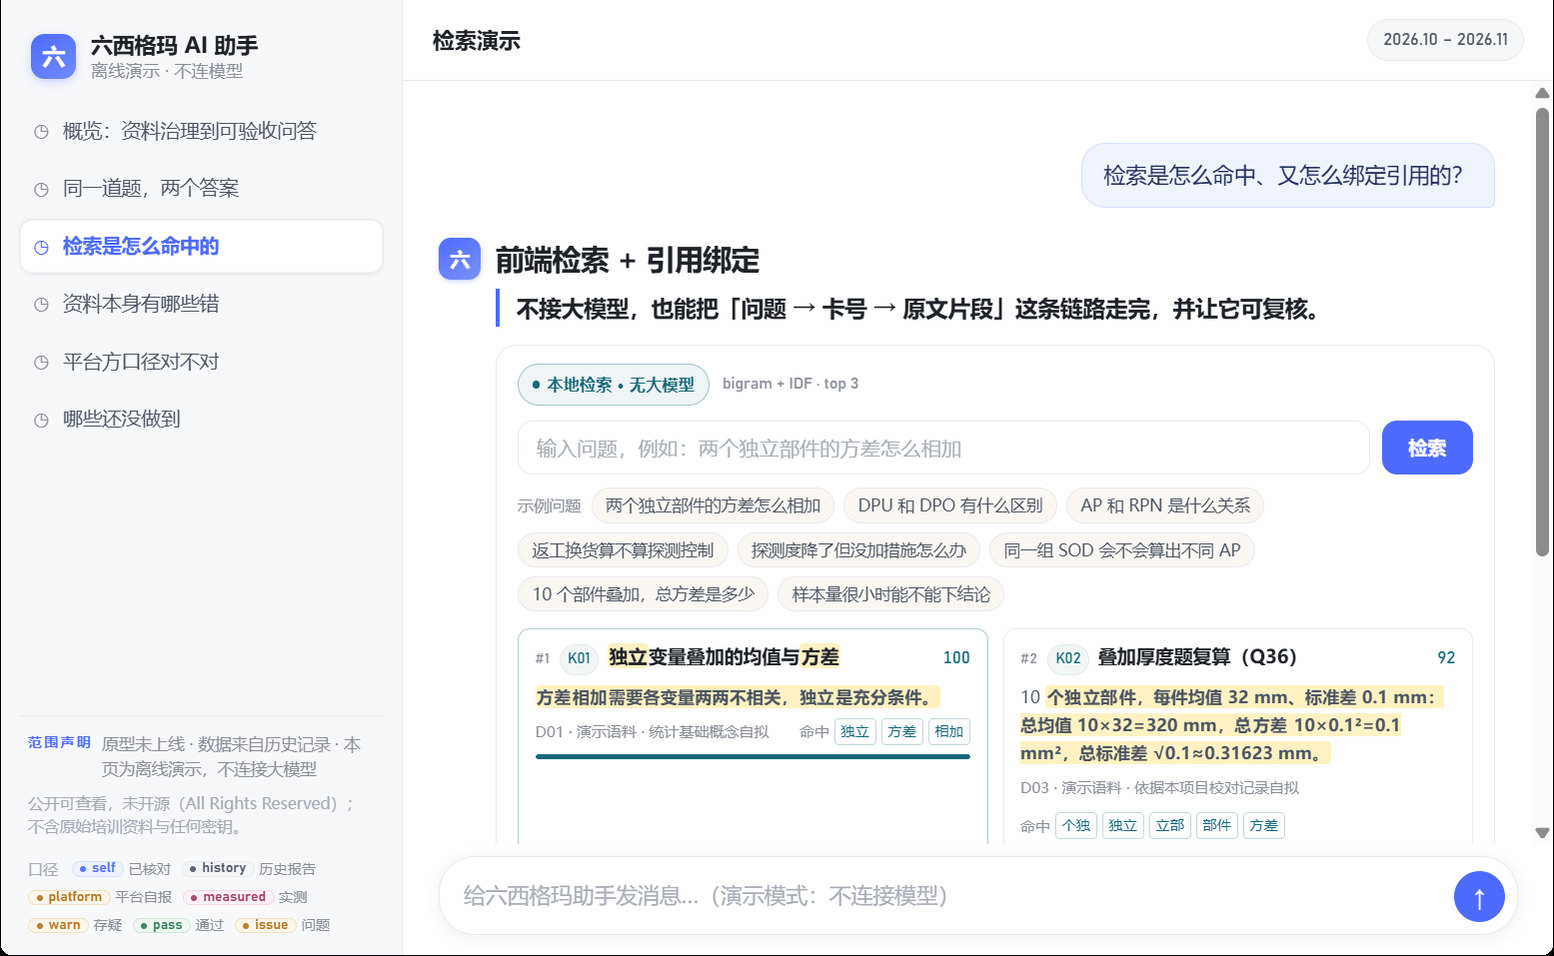 六西格玛 AI 助手
离线演示 · 不连模型
概览：资料治理到可验收问答
同一道题，两个答案
检索是怎么命中的
资料本身有哪些错
平台方口径对不对
哪些还没做到
范围声明 原型未上线 · 数据来自历史记录 · 本
页为离线演示，不连接大模型
公开可查看，未开源（All Rights Reserved）；
不含原始培训资料与任何密钥。
口径 self 已核对 history 历史报告
platform 平台自报 measured 实测
warn 存疑 pass 通过 issue 问题
检索演示
2026.10 – 2026.11
检索是怎么命中、又怎么绑定引用的？
六 前端检索 + 引用绑定
不接大模型，也能把「问题 → 卡号 → 原文片段」这条链路走完，并让它可复核。
本地检索 • 无大模型 bigram + IDF · top 3
输入问题，例如：两个独立部件的方差怎么相加
检索
示例问题 两个独立部件的方差怎么相加 DPU 和 DPO 有什么区别 AP 和 RPN 是什么关系
返工换货算不算探测控制 探测度降了但没加措施怎么办 同一组 SOD 会不会算出不同 AP
10 个部件叠加，总方差是多少 样本量很小时能不能下结论
#1 K01 独立变量叠加的均值与方差 100
方差相加需要各变量两两不相关，独立是充分条件。
D01 · 演示语料 · 统计基础概念自拟 命中 独立 方差 相加
#2 K02 叠加厚度题复算（Q36） 92
10 个独立部件，每件均值 32 mm、标准差 0.1 mm：
总均值 10×32=320 mm，总方差 10×0.1²=0.1
mm²，总标准差 √0.1≈0.31623 mm。
D03 · 演示语料 · 依据本项目校对记录自拟
命中 个独 独立 立部 部件 方差
给六西格玛助手发消息...（演示模式：不连接模型）
↑